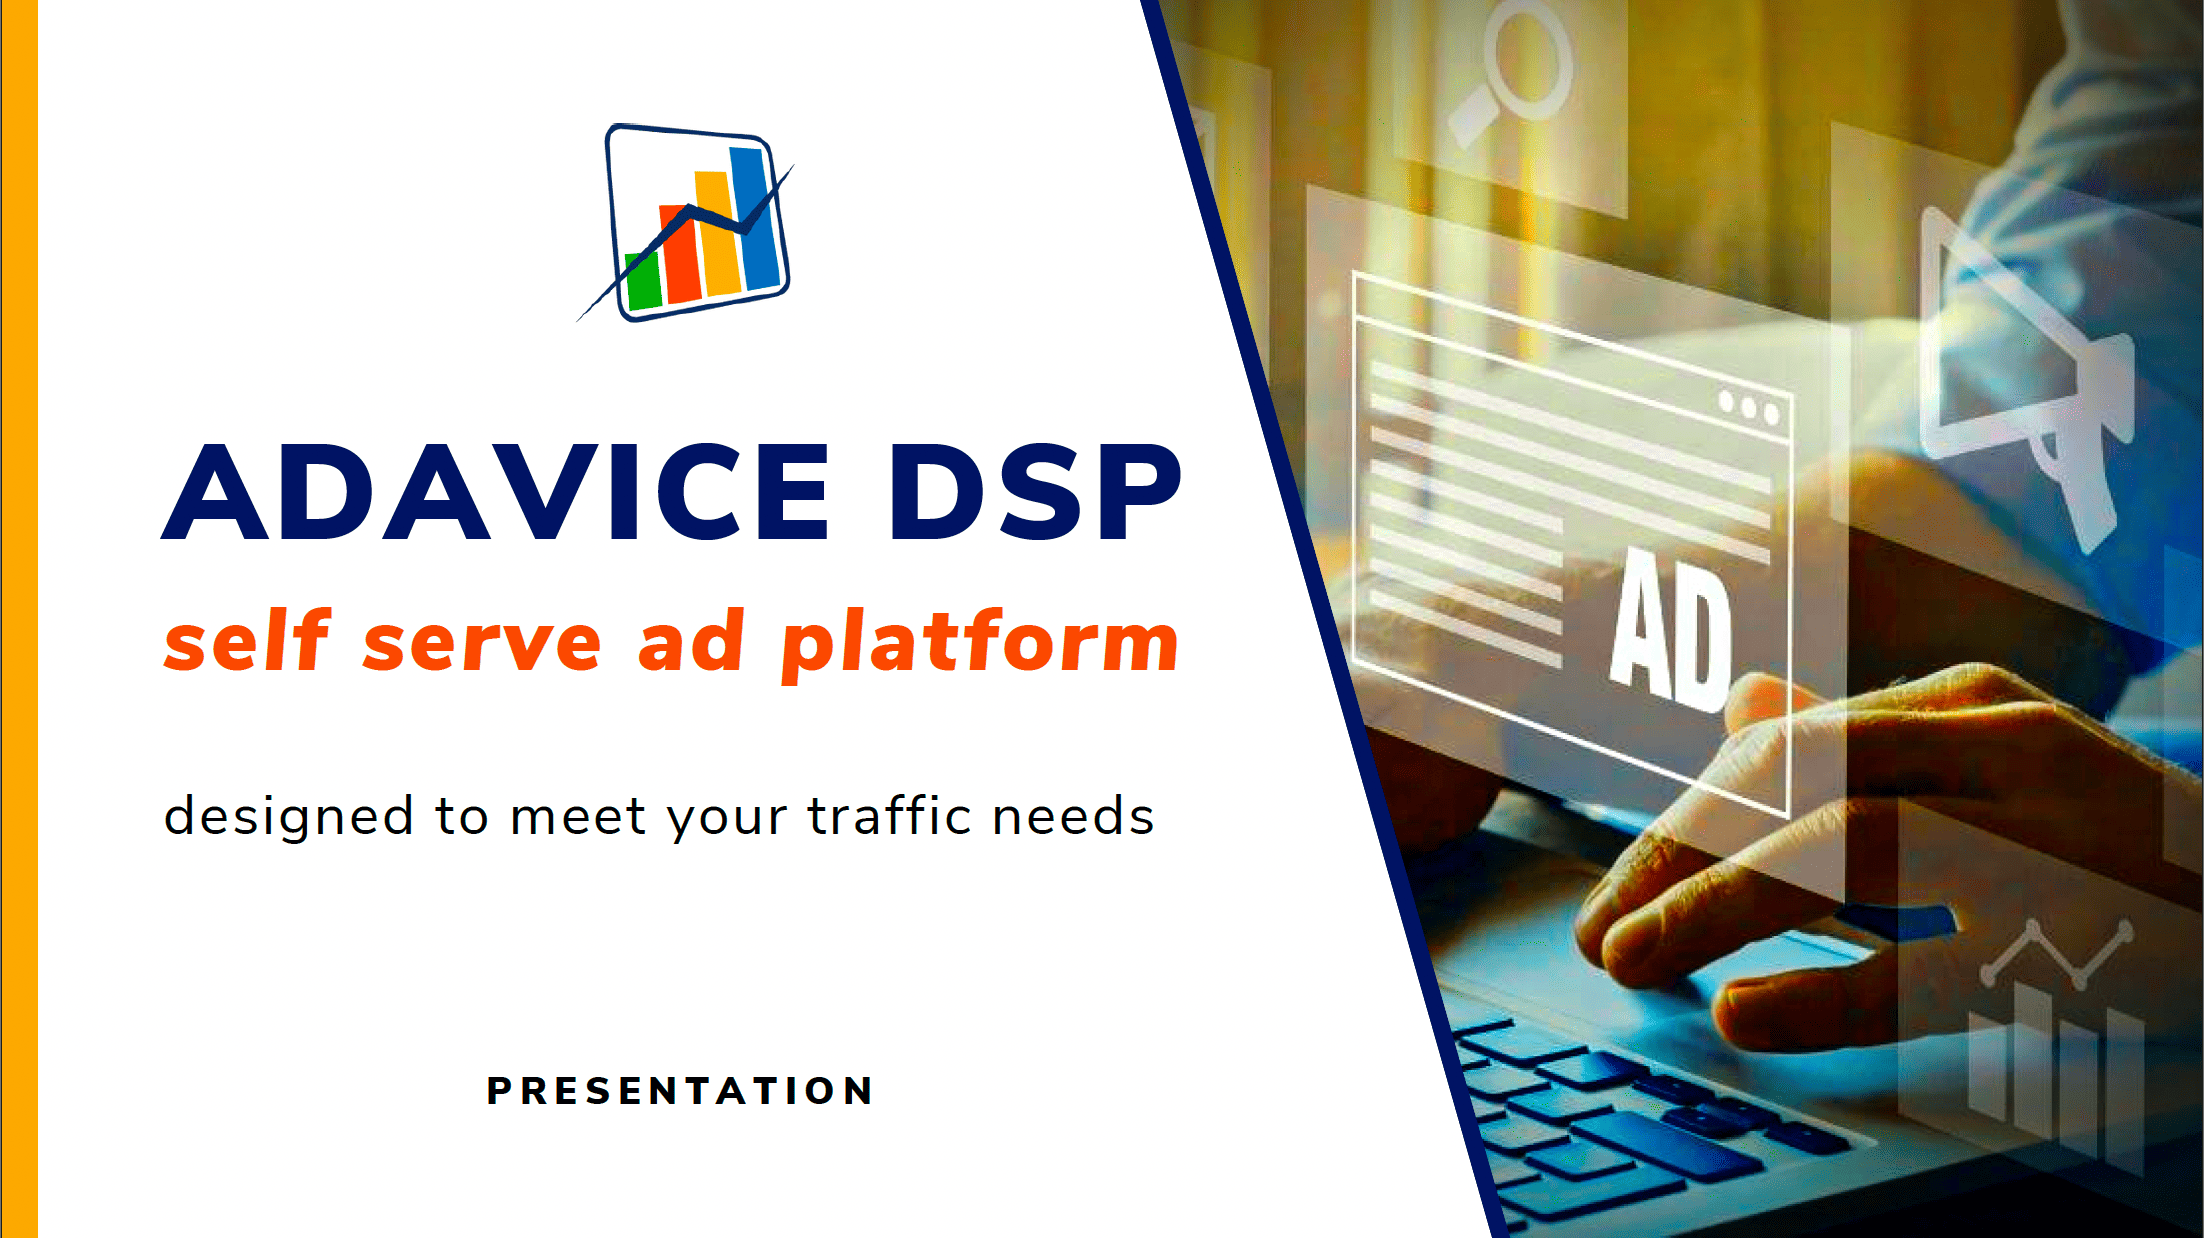 ADAVICE DSP
self serve ad platform
designed to meet your traffic needs
PRESENTATION
AD